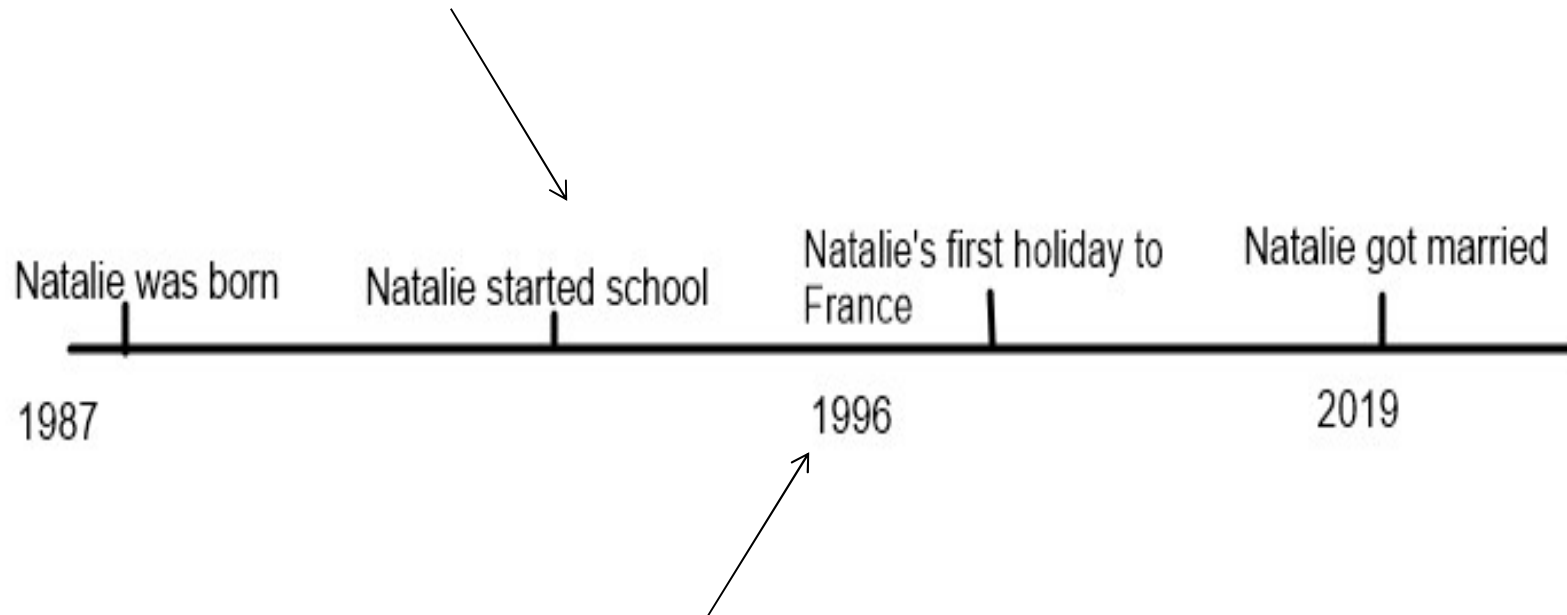 Natalie was born
Natalie started school
Natalie's first holiday to
France
Natalie got married
1987
1996
2019